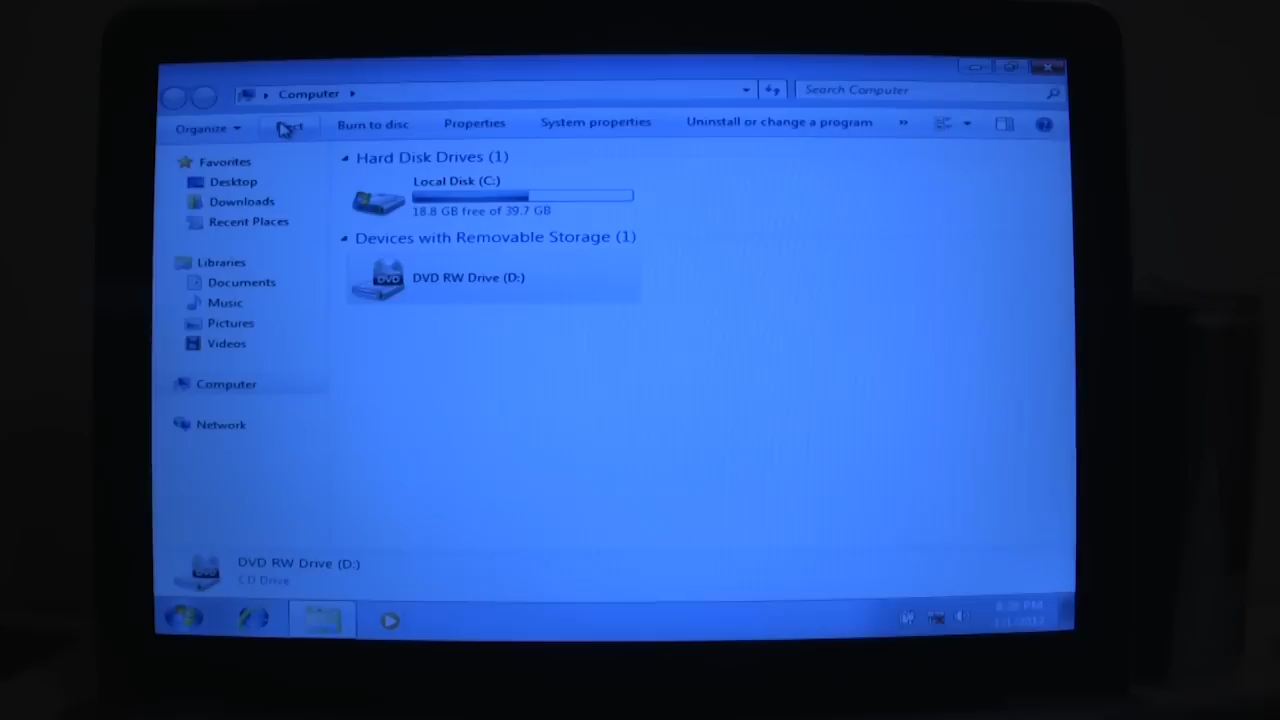 Computer
Search Computer
Organize
Burn to disc
Properties
System properties
Uninstall or change a program
»
Favorites
Desktop
Downloads
Recent Places
Libraries
Documents
Music
Pictures
Videos
Computer
Network
Hard Disk Drives (1)
Local Disk (C:)
18.8 GB free of 39.7 GB
Devices with Removable Storage (1)
DVD
DVD RW Drive (D:)
DVD
DVD RW Drive (D:)
CD Drive